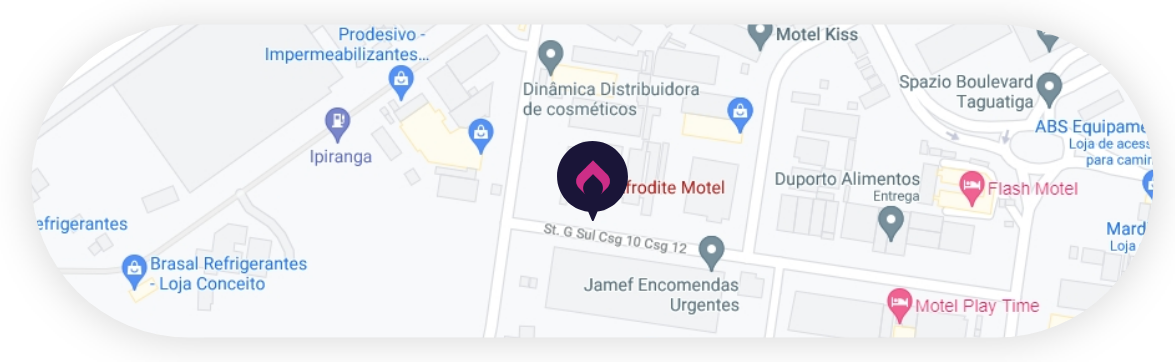 Prodesivo -
Impermeabilizantes...
Motel Kiss
Dinâmica Distribuidora
de cosméticos
Spazio Boulevard
Taguatiga
ABS Equipame
Loja de aces
para camin
Ipiranga
frodite Motel
Duporto Alimentos
Entrega
Flash Motel
efrigerantes
St. G Sul Csg 10 Csg 12
Mard
Loja
Brasal Refrigerantes
- Loja Conceito
Jamef Encomendas
Urgentes
Motel Play Time